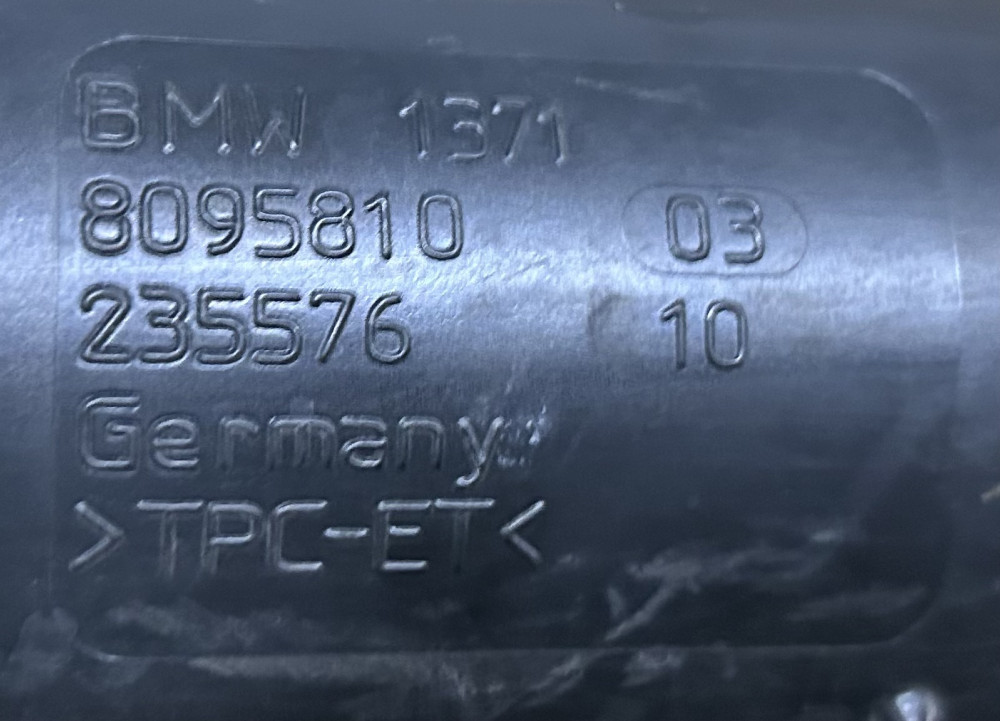 BMW 1371
8095810 03
235576 10
Germany
>TPC-ET<